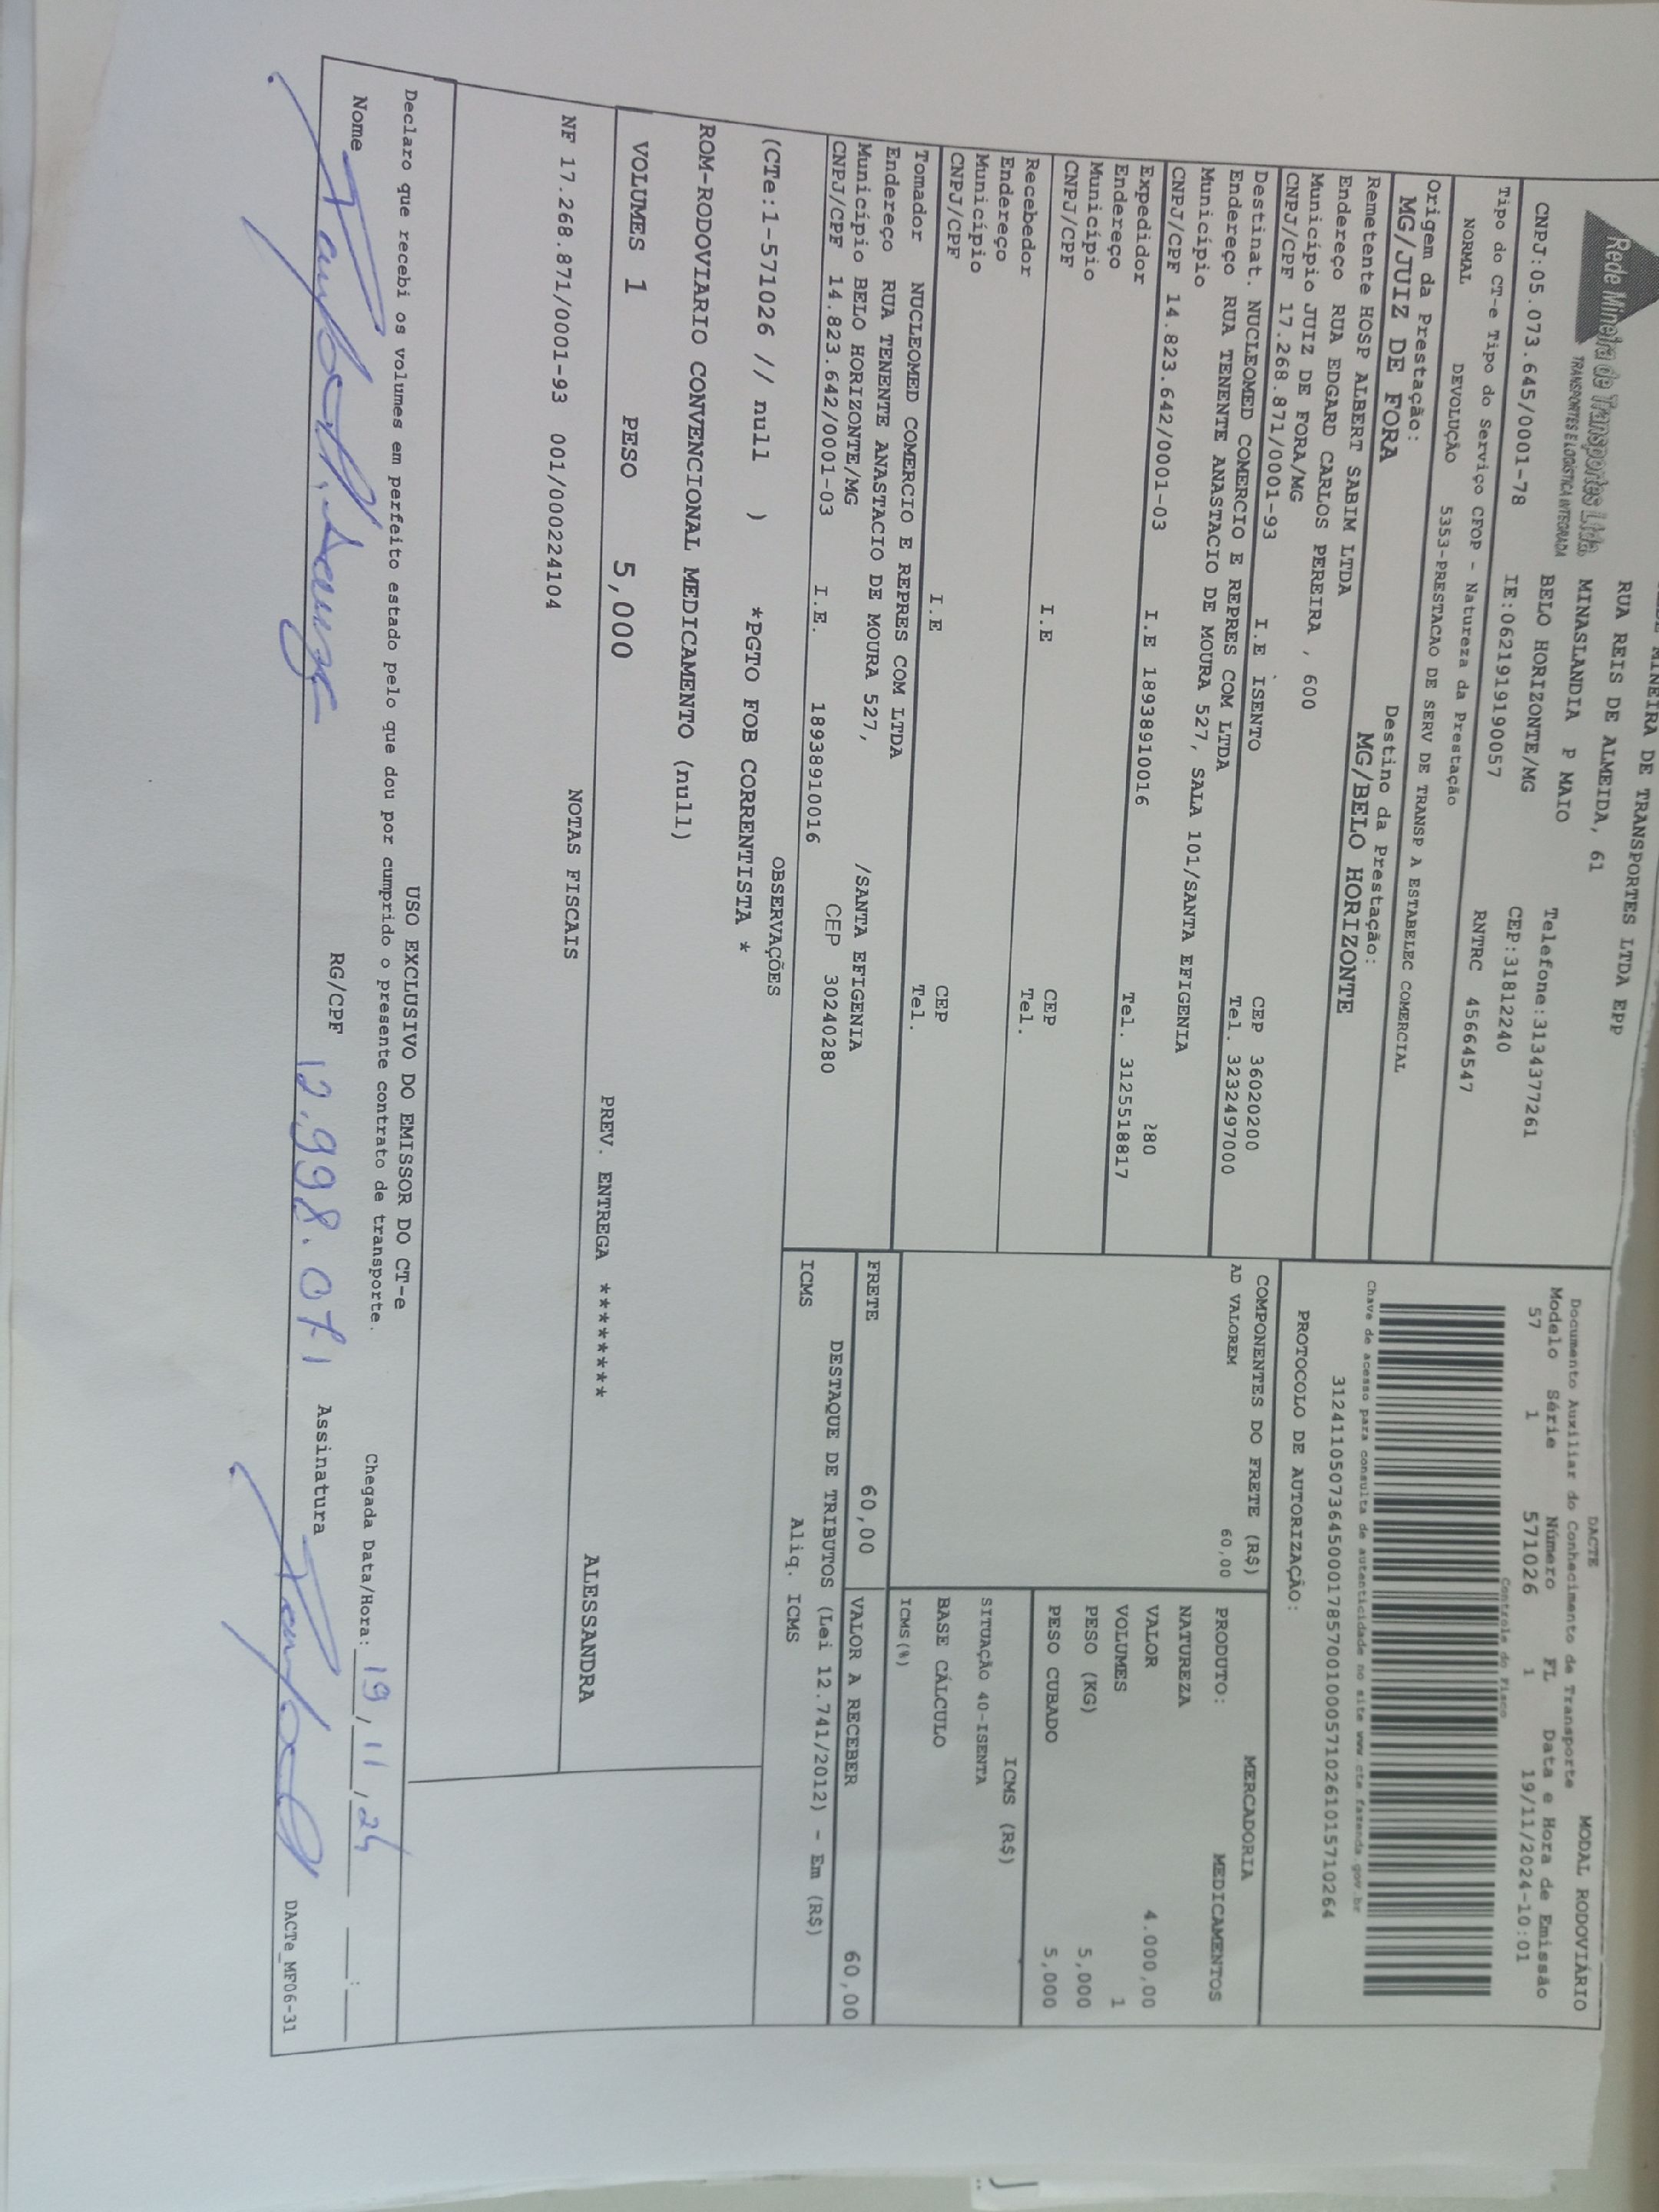 MINEIRA DE TRANSPORTES LTDA EPP
RUA REIS DE ALMEIDA, 61
MINASLANDIA P MAIO
BELO HORIZONTE/MG Telefone:3134377261
IE:0621919190057 CEP:31812240
Rede Mineira de Transportes Ltda
TRANSPORTES E LOGÍSTICA INTEGRADA
CNPJ:05.073.645/0001-78
RNTRC 45664547
Tipo do CT-e Tipo do Serviço CFOP - Natureza da Prestação
NORMAL DEVOLUÇÃO 5353-PRESTACAO DE SERV DE TRANSP A ESTABELEC COMERCIAL
Origem da Prestação: Destino da Prestação:
MG/JUIZ DE FORA MG/BELO HORIZONTE
DACTE MODAL RODOVIÁRIO
Documento Auxiliar do Conhecimento de Transporte
Modelo Série Número FL Data e Hora de Emissão
57 1 571026 1 19/11/2024-10:01
Controle do Fisco
Chave de acesso para consulta de autenticidade no site www.cte.fazenda.gov.br
31241105073645000178570010005710261015710264
PROTOCOLO DE AUTORIZAÇÃO:
Remetente HOSP ALBERT SABIM LTDA
Endereço RUA EDGARD CARLOS PEREIRA , 600
Município JUIZ DE FORA/MG CEP 36020200
CNPJ/CPF 17.268.871/0001-93 I.E ISENTO Tel. 3232497000
Destinat. NUCLEOMED COMERCIO E REPRES COM LTDA
Endereço RUA TENENTE ANASTACIO DE MOURA 527, SALA 101/SANTA EFIGENIA
Município 280
CNPJ/CPF 14.823.642/0001-03 I.E 18938910016 Tel. 3125518817
Expedidor
Endereço
Município CEP
CNPJ/CPF I.E Tel.
Recebedor
Endereço
Município CEP
CNPJ/CPF I.E Tel.
Tomador NUCLEOMED COMERCIO E REPRES COM LTDA
Endereço RUA TENENTE ANASTACIO DE MOURA 527, /SANTA EFIGENIA
Município BELO HORIZONTE/MG CEP 30240280
CNPJ/CPF 14.823.642/0001-03 I.E. 18938910016
COMPONENTES DO FRETE (R$)
AD VALOREM 60,00
FRETE 60,00
MERCADORIA
PRODUTO: MEDICAMENTOS
NATUREZA
VALOR 4.000,00
VOLUMES 1
PESO (KG) 5,000
PESO CUBADO 5,000
ICMS (R$)
SITUAÇÃO 40-ISENTA
BASE CÁLCULO
ICMS(%)
VALOR A RECEBER 60,00
DESTAQUE DE TRIBUTOS (Lei 12.741/2012) - Em (R$)
ICMS Aliq. ICMS
OBSERVAÇÕES
(CTe:1-571026 // null ) *PGTO FOB CORRENTISTA *
ROM-RODOVIARIO CONVENCIONAL MEDICAMENTO (null)
VOLUMES 1 PESO 5,000 PREV. ENTREGA ******** ALESSANDRA
NOTAS FISCAIS
NF 17.268.871/0001-93 001/000224104
USO EXCLUSIVO DO EMISSOR DO CT-e
Declaro que recebi os volumes em perfeito estado pelo que dou por cumprido o presente contrato de transporte.
Chegada Data/Hora: 19/11/24 __:__
Nome RG/CPF 12.998.071 Assinatura
DACTe_MF06-31